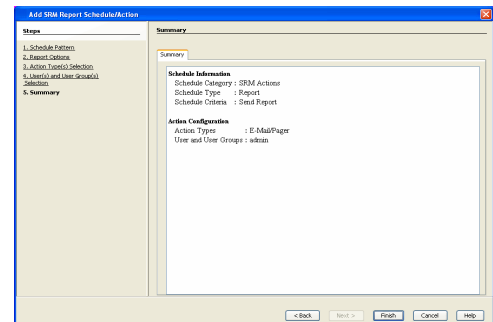 Add SRM Report Schedule/Action
Steps
1. Schedule Pattern
2. Report Options
3. Action Type(s) Selection
4. User(s) and User Group(s)
Selection
5. Summary
Summary
Summary
Schedule Information
Schedule Category : SRM Actions
Schedule Type : Report
Schedule Criteria : Send Report
Action Configuration
Action Types : E-Mail/Pager
User and User Groups : admin
< Back
Next >
Finish
Cancel
Help